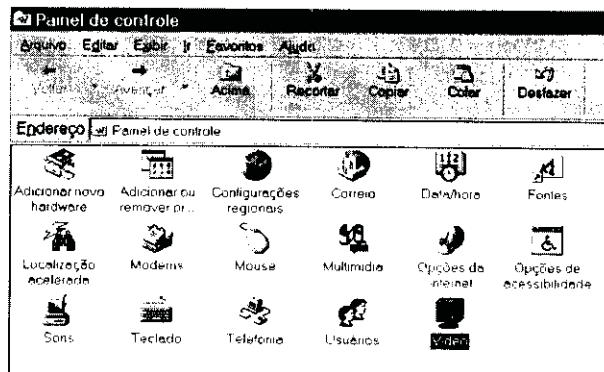 Painel de controle
Arquivo Editar Exibir Ir Favoritos Ajuda
Voltar Avançar Acima Recortar Copiar Colar Desfazer
Endereço Painel de controle
Adicionar novo hardware
Adicionar ou remover pr...
Configurações regionais
Correio
Data/hora
Fontes
Localização acelerada
Modems
Mouse
Multimídia
Opções da Internet
Opções de acessibilidade
Sons
Teclado
Telefonia
Usuários
Vídeo